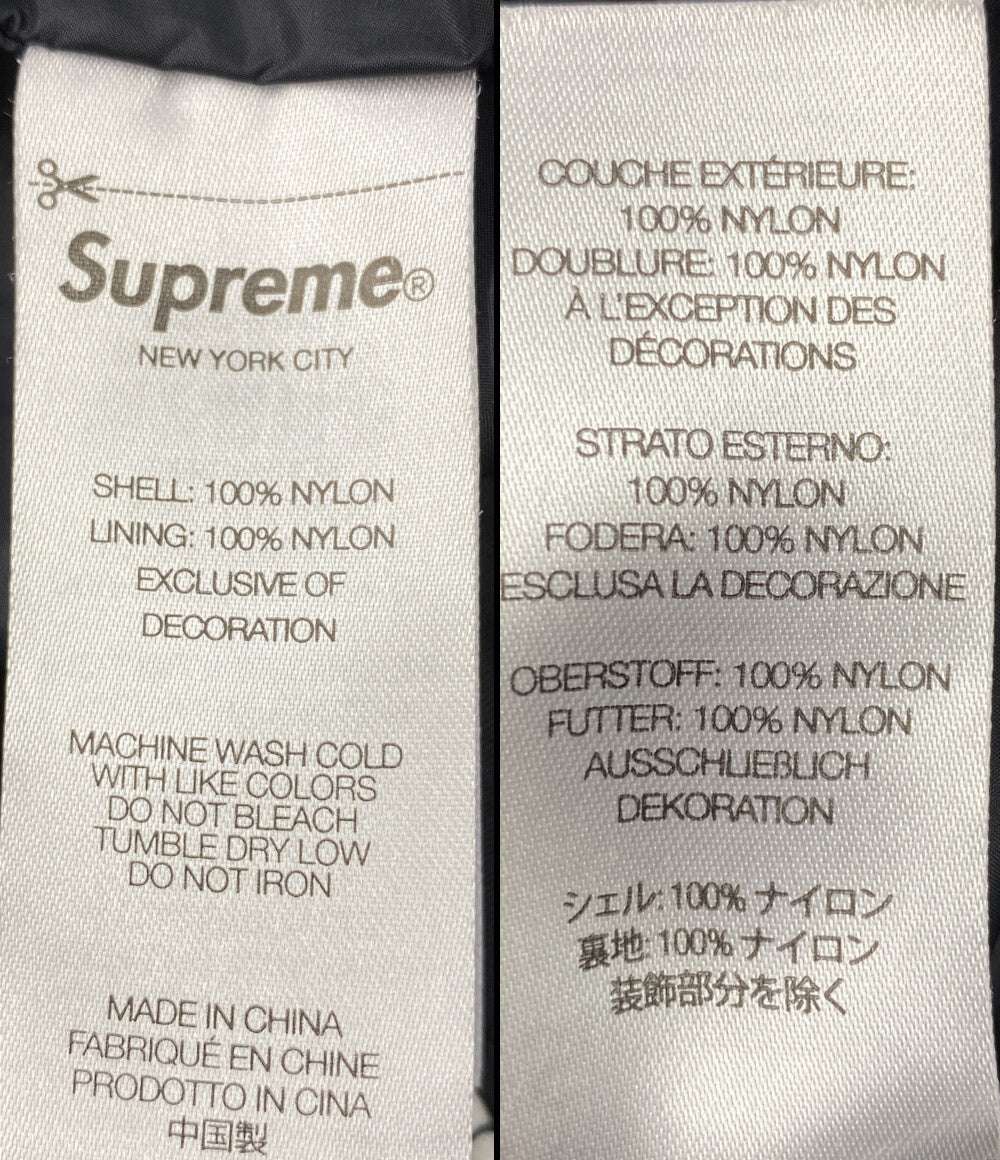 Supreme®
NEW YORK CITY
SHELL: 100% NYLON
LINING: 100% NYLON
EXCLUSIVE OF
DECORATION
MACHINE WASH COLD
WITH LIKE COLORS
DO NOT BLEACH
TUMBLE DRY LOW
DO NOT IRON
MADE IN CHINA
FABRIQUÉ EN CHINE
PRODOTTO IN CINA
中国製
COUCHE EXTÉRIEURE:
100% NYLON
DOUBLURE: 100% NYLON
À L'EXCEPTION DES
DÉCORATIONS
STRATO ESTERNO:
100% NYLON
FODERA: 100% NYLON
ESCLUSA LA DECORAZIONE
OBERSTOFF: 100% NYLON
FUTTER: 100% NYLON
AUSSCHLIEßLICH
DEKORATION
シェル: 100% ナイロン
裏地: 100% ナイロン
装飾部分を除く